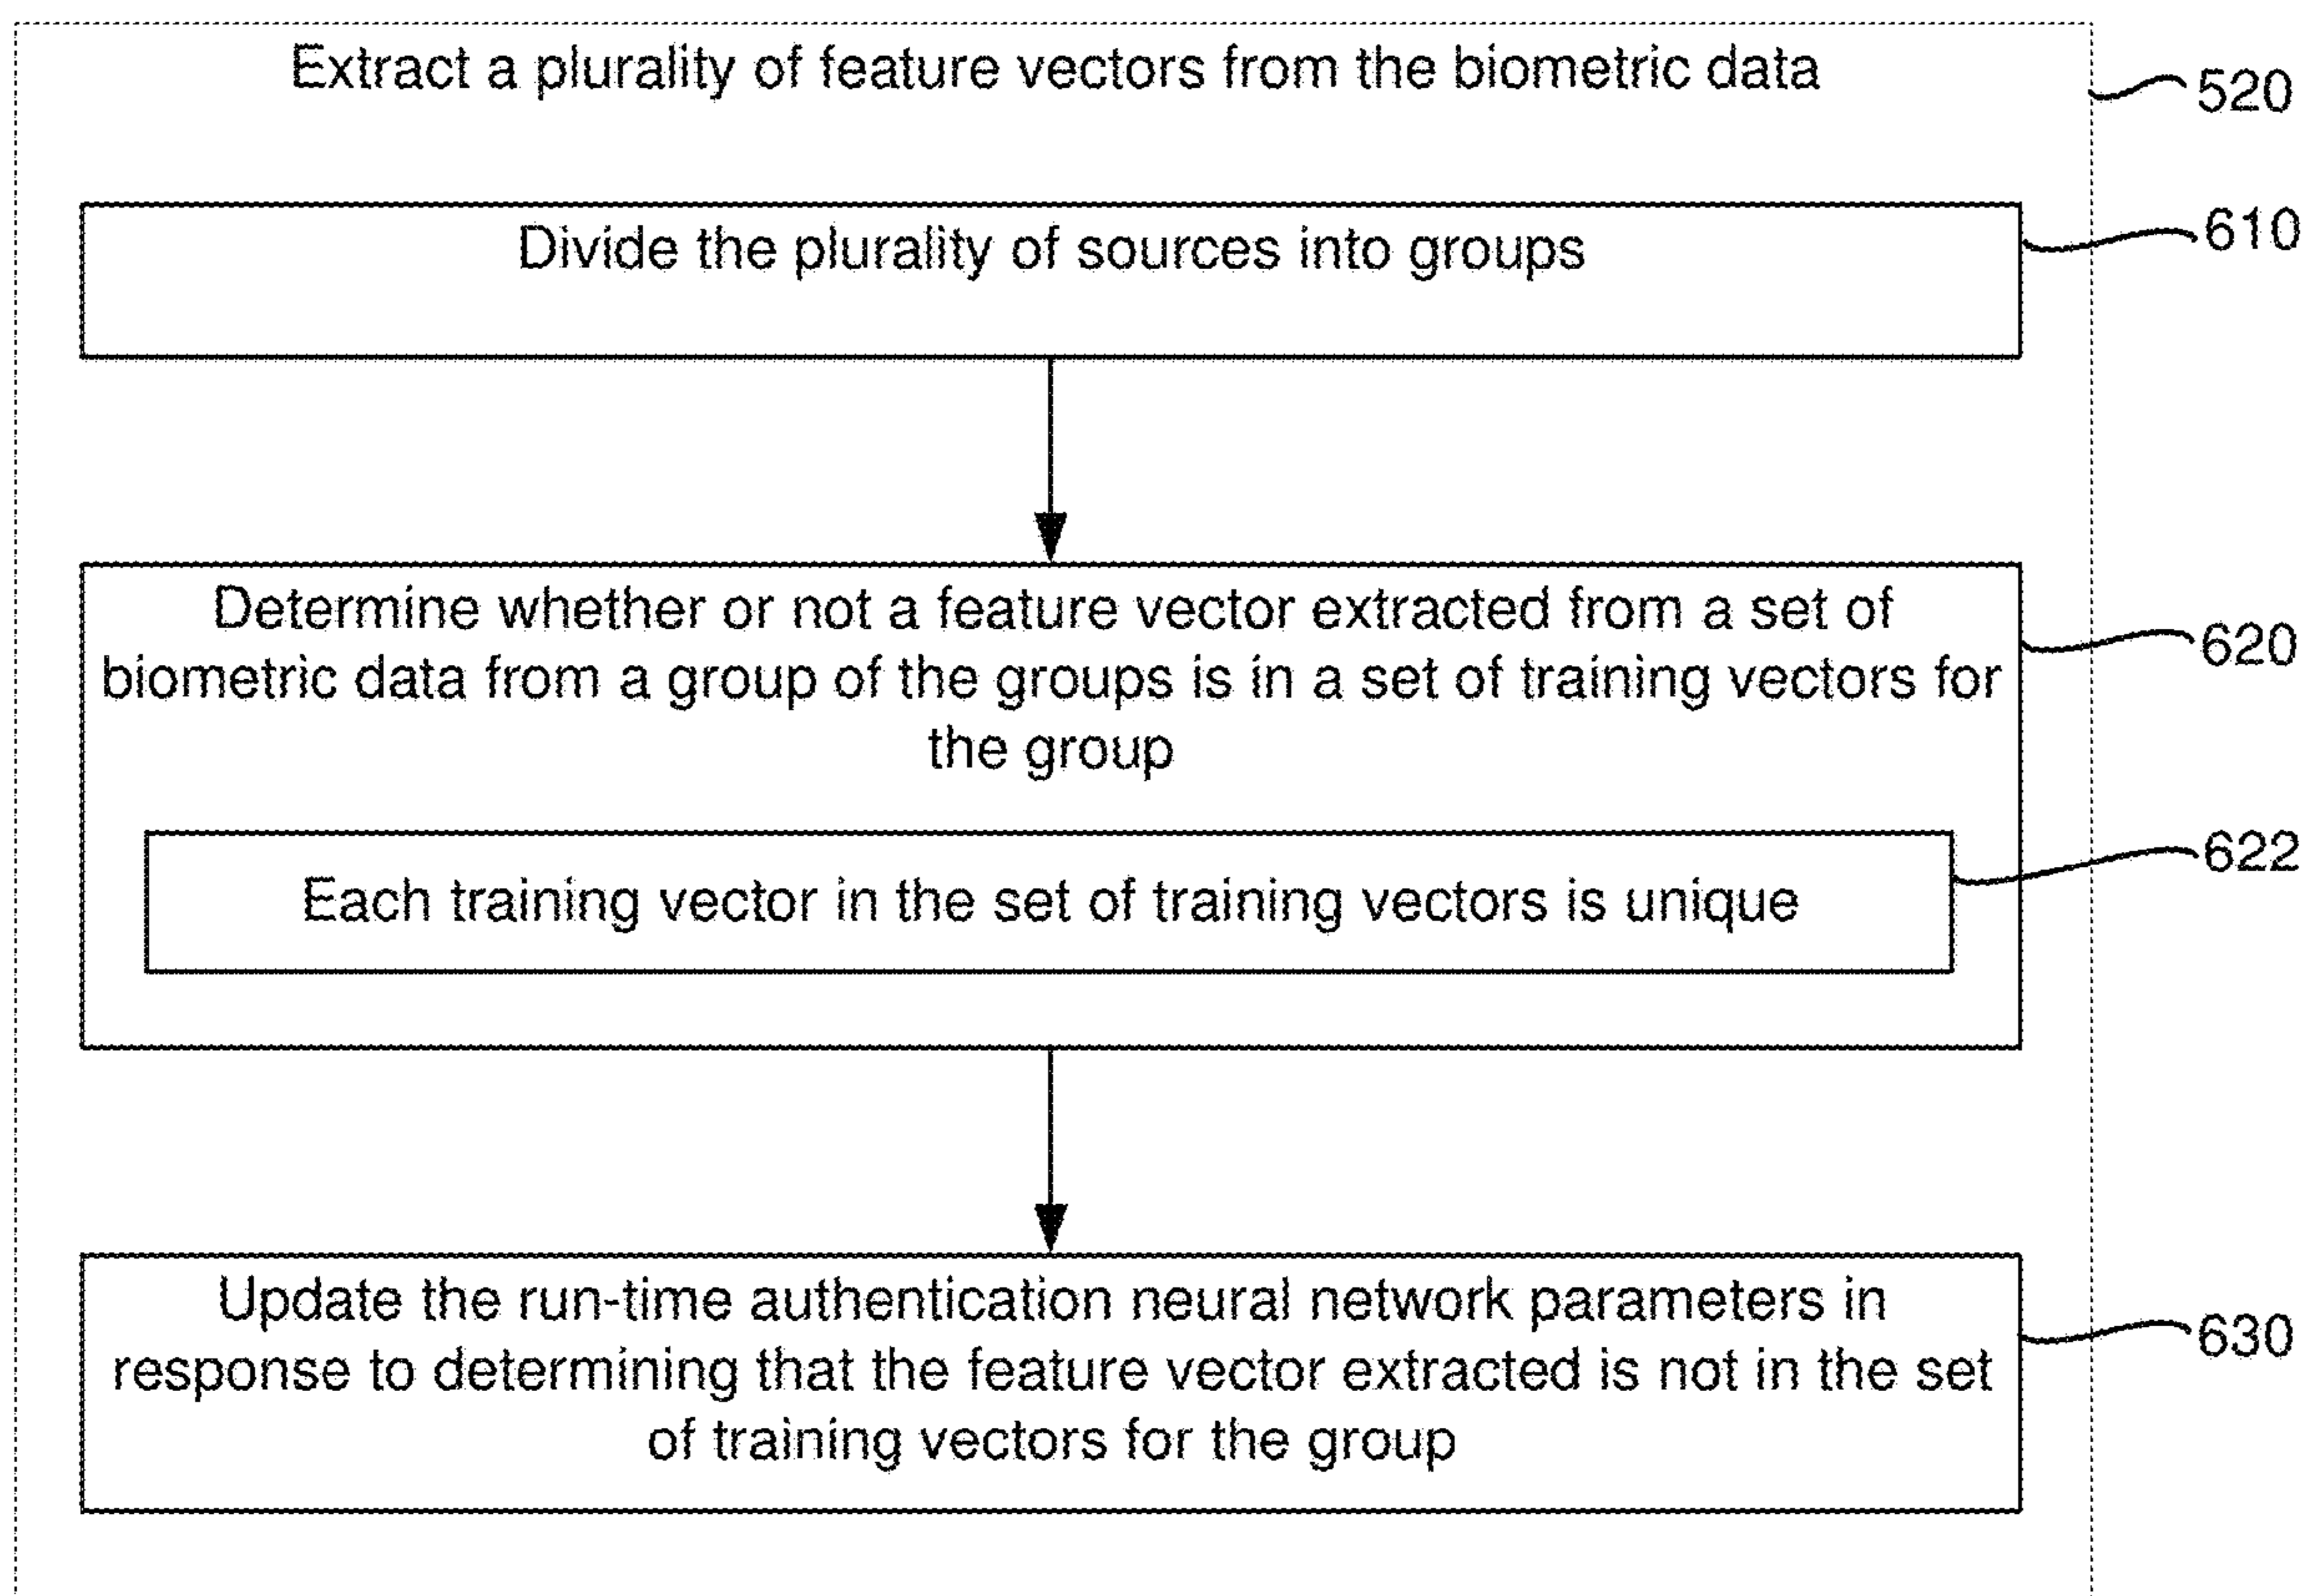 Extract a plurality of feature vectors from the biometric data
520
Divide the plurality of sources into groups
610
Determine whether or not a feature vector extracted from a set of
biometric data from a group of the groups is in a set of training vectors for
the group
620
Each training vector in the set of training vectors is unique
622
Update the run-time authentication neural network parameters in
response to determining that the feature vector extracted is not in the set
of training vectors for the group
630